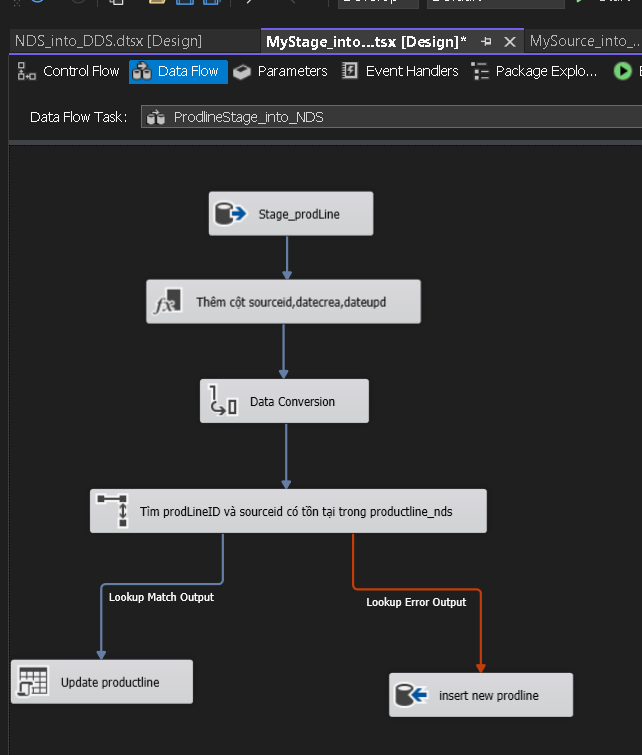 NDS_into_DDS.dtsx [Design]
MyStage_into...tsx [Design]*
MySource_into_...
Control Flow
Data Flow
Parameters
Event Handlers
Package Explo...
Data Flow Task:
ProdlineStage_into_NDS
Stage_prodLine
Thêm cột sourceid,datecrea,dateupd
Data Conversion
Tìm prodLineID và sourceid có tồn tại trong productline_nds
Lookup Match Output
Lookup Error Output
Update productline
insert new prodline